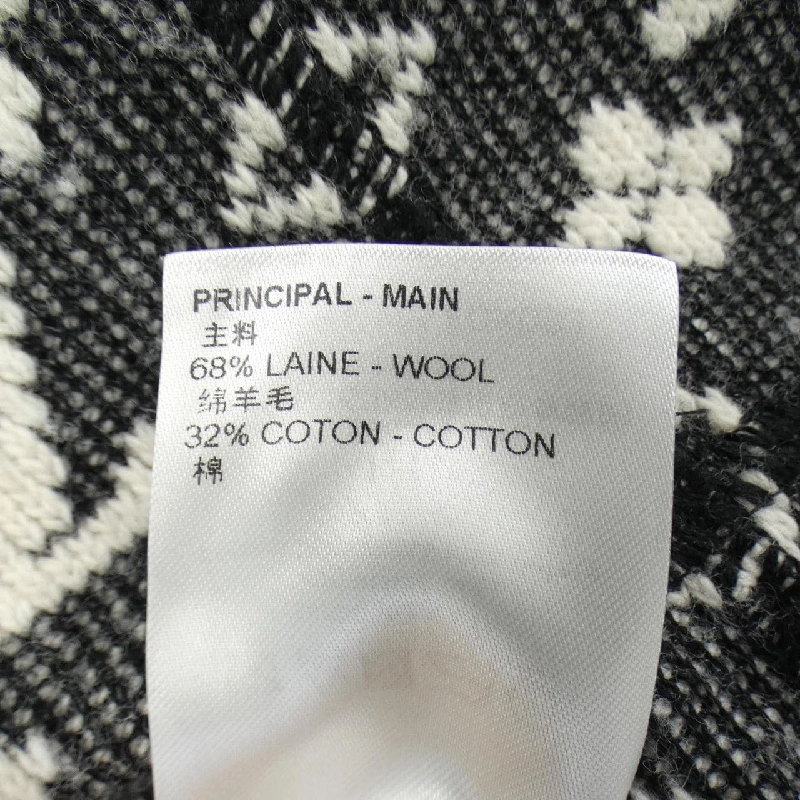 PRINCIPAL - MAIN
主料
68% LAINE - WOOL
绵羊毛
32% COTON - COTTON
棉